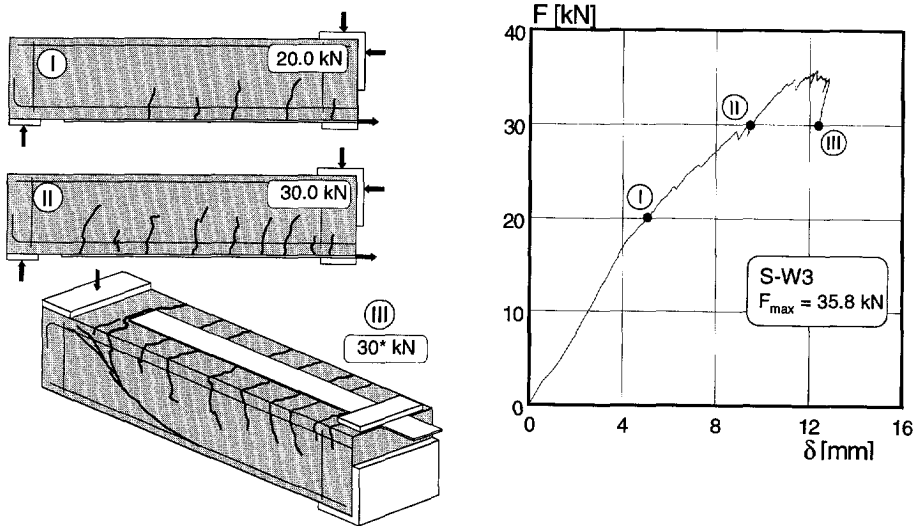 I
20.0 kN
II
30.0 kN
III
30* kN
F [kN]
40
30
20
10
0
0
4
8
12
16
δ [mm]
I
II
III
S-W3
Fmax = 35.8 kN